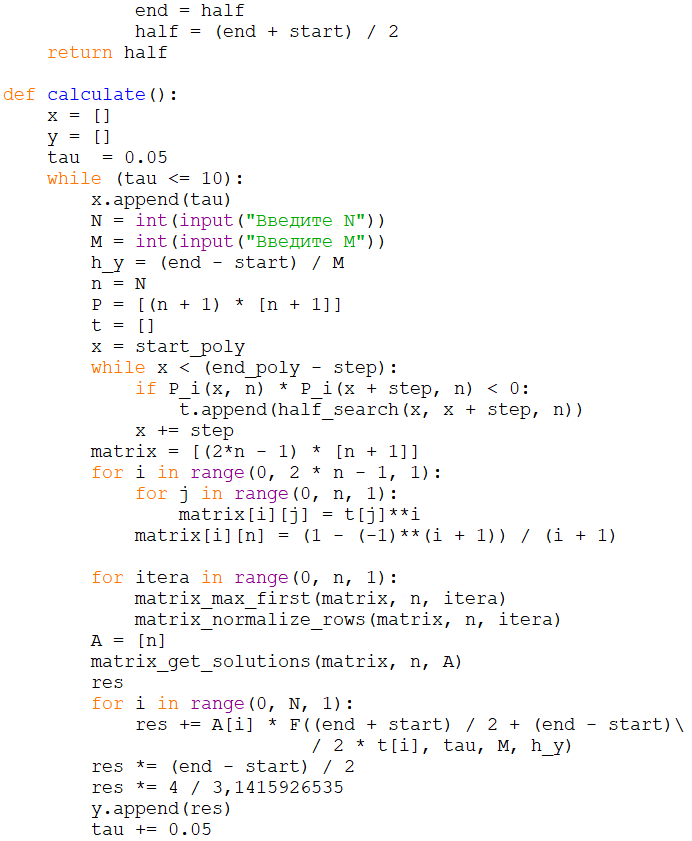 end = half
            half = (end + start) / 2
    return half

def calculate():
    x = []
    y = []
    tau  = 0.05
    while (tau <= 10):
        x.append(tau)
        N = int(input("Введите N"))
        M = int(input("Введите M"))
        h_y = (end - start) / M
        n = N
        P = [(n + 1) * [n + 1]]
        t = []
        x = start_poly
        while x < (end_poly - step):
            if P_i(x, n) * P_i(x + step, n) < 0:
                t.append(half_search(x, x + step, n))
            x += step
        matrix = [(2*n - 1) * [n + 1]]
        for i in range(0, 2 * n - 1, 1):
            for j in range(0, n, 1):
                matrix[i][j] = t[j]**i
            matrix[i][n] = (1 - (-1)**(i + 1)) / (i + 1)

        for itera in range(0, n, 1):
            matrix_max_first(matrix, n, itera)
            matrix_normalize_rows(matrix, n, itera)
        A = [n]
        matrix_get_solutions(matrix, n, A)
        res
        for i in range(0, N, 1):
            res += A[i] * F((end + start) / 2 + (end - start)\
                            / 2 * t[i], tau, M, h_y)
        res *= (end - start) / 2
        res *= 4 / 3,1415926535
        y.append(res)
        tau += 0.05